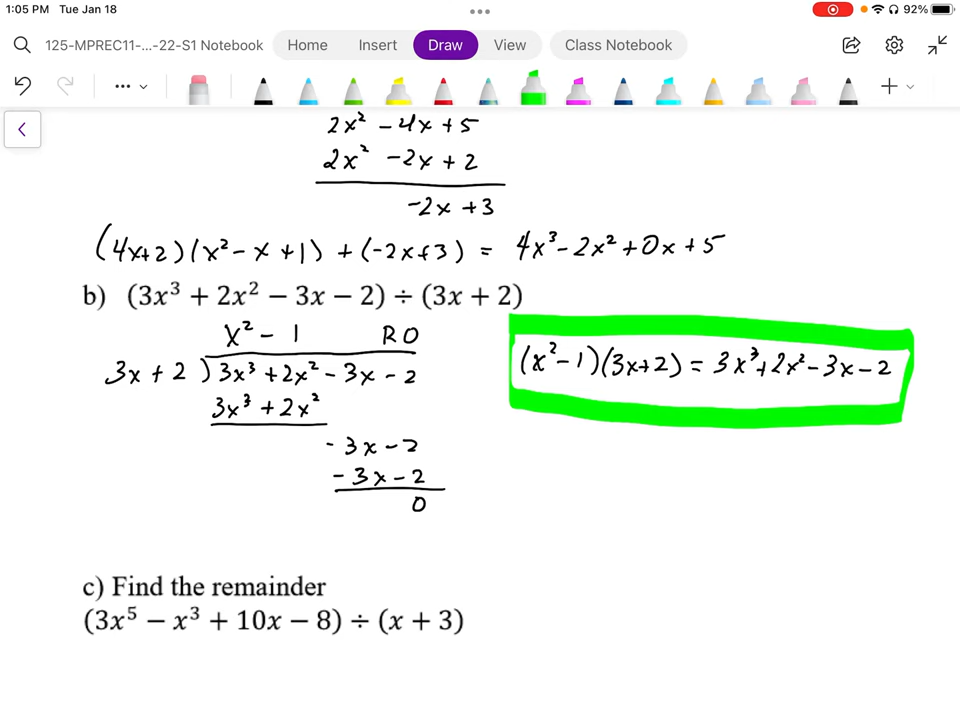 1:05 PM Tue Jan 18
92%
125-MPREC11-...-22-S1 Notebook Home Insert Draw View Class Notebook
2x² - 4x + 5
2x² - 2x + 2
-2x + 3
(4x+2)(x² - x + 1) + (-2x+3) = 4x³ - 2x² + 0x + 5
b) (3x³ + 2x² − 3x − 2) ÷ (3x + 2)
x² - 1 R 0
3x + 2 ) 3x³ + 2x² - 3x - 2
(x² - 1)(3x+2) = 3x³ + 2x² - 3x - 2
3x³ + 2x²
- 3x - 2
- 3x - 2
0
c) Find the remainder
(3x⁵ − x³ + 10x − 8) ÷ (x + 3)